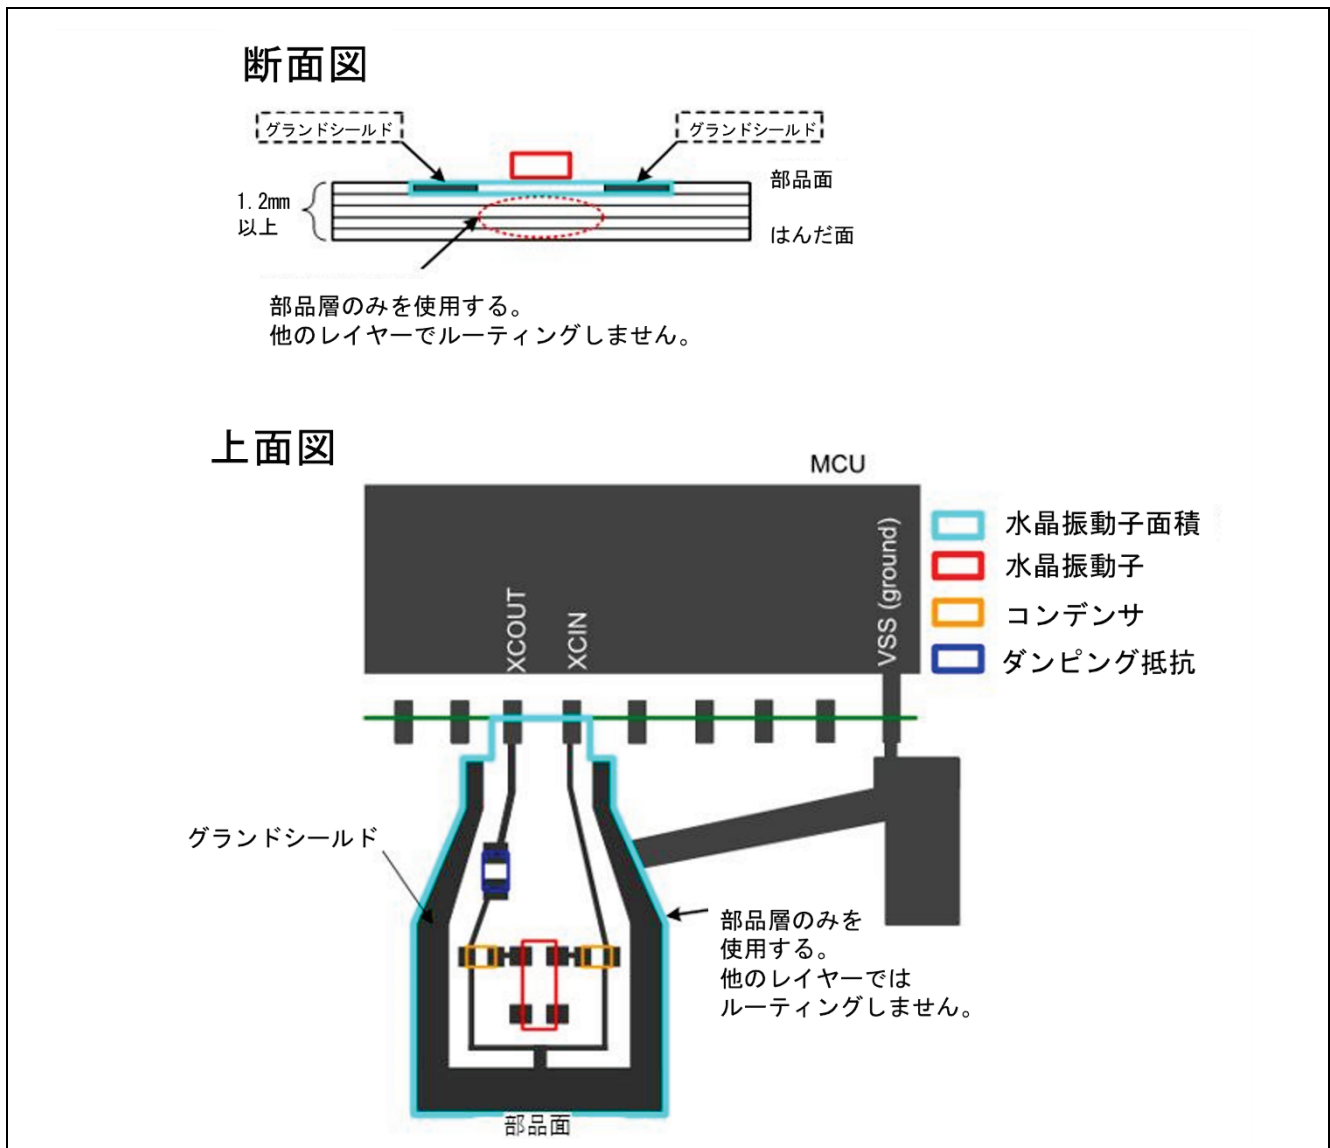 断面図
グランドシールド
グランドシールド
部品面
1.2mm
以上
はんだ面
部品層のみを使用する。
他のレイヤーでルーティングしません。
上面図
MCU
XCOUT
XCIN
VSS (ground)
水晶振動子面積
水晶振動子
コンデンサ
ダンピング抵抗
グランドシールド
部品層のみを
使用する。
他のレイヤーでは
ルーティングしません。
部品面